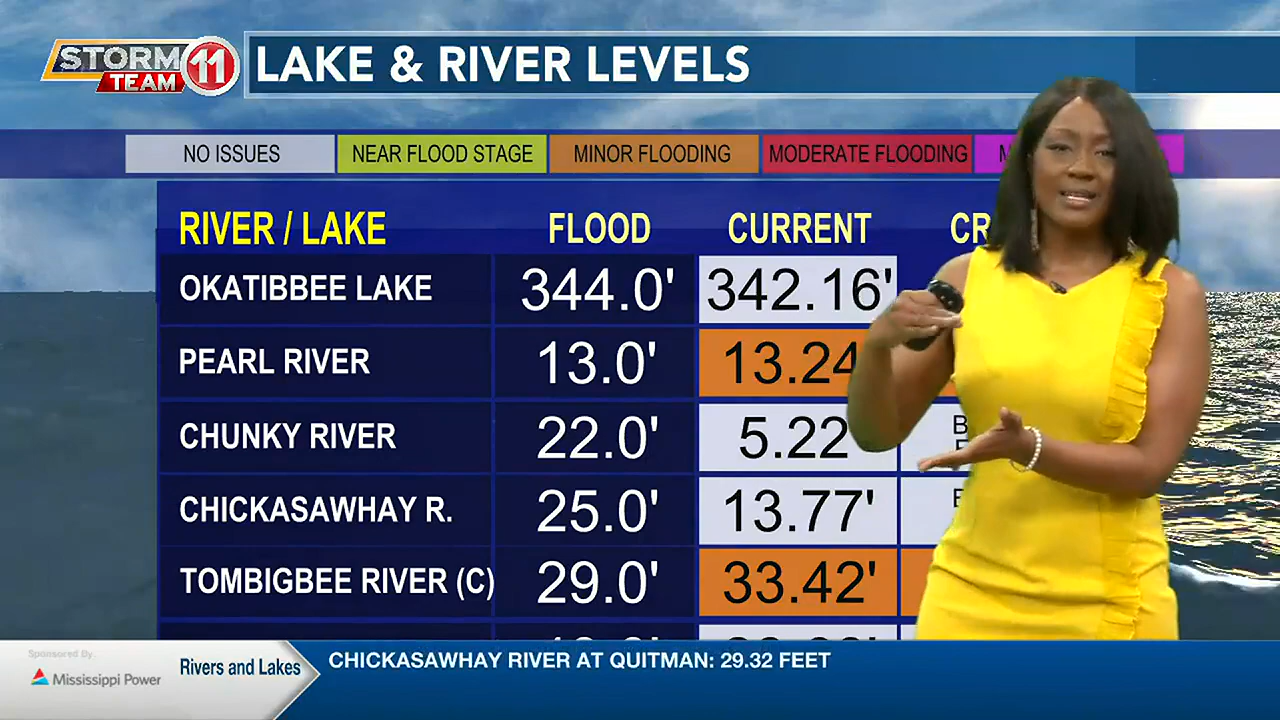 STORM TEAM 11
LAKE & RIVER LEVELS
NO ISSUES NEAR FLOOD STAGE MINOR FLOODING MODERATE FLOODING
RIVER / LAKE FLOOD CURRENT
OKATIBBEE LAKE 344.0' 342.16'
PEARL RIVER 13.0' 13.24
CHUNKY RIVER 22.0' 5.22
CHICKASAWHAY R. 25.0' 13.77'
TOMBIGBEE RIVER (C) 29.0' 33.42'
Sponsored By:
Mississippi Power
Rivers and Lakes
CHICKASAWHAY RIVER AT QUITMAN: 29.32 FEET